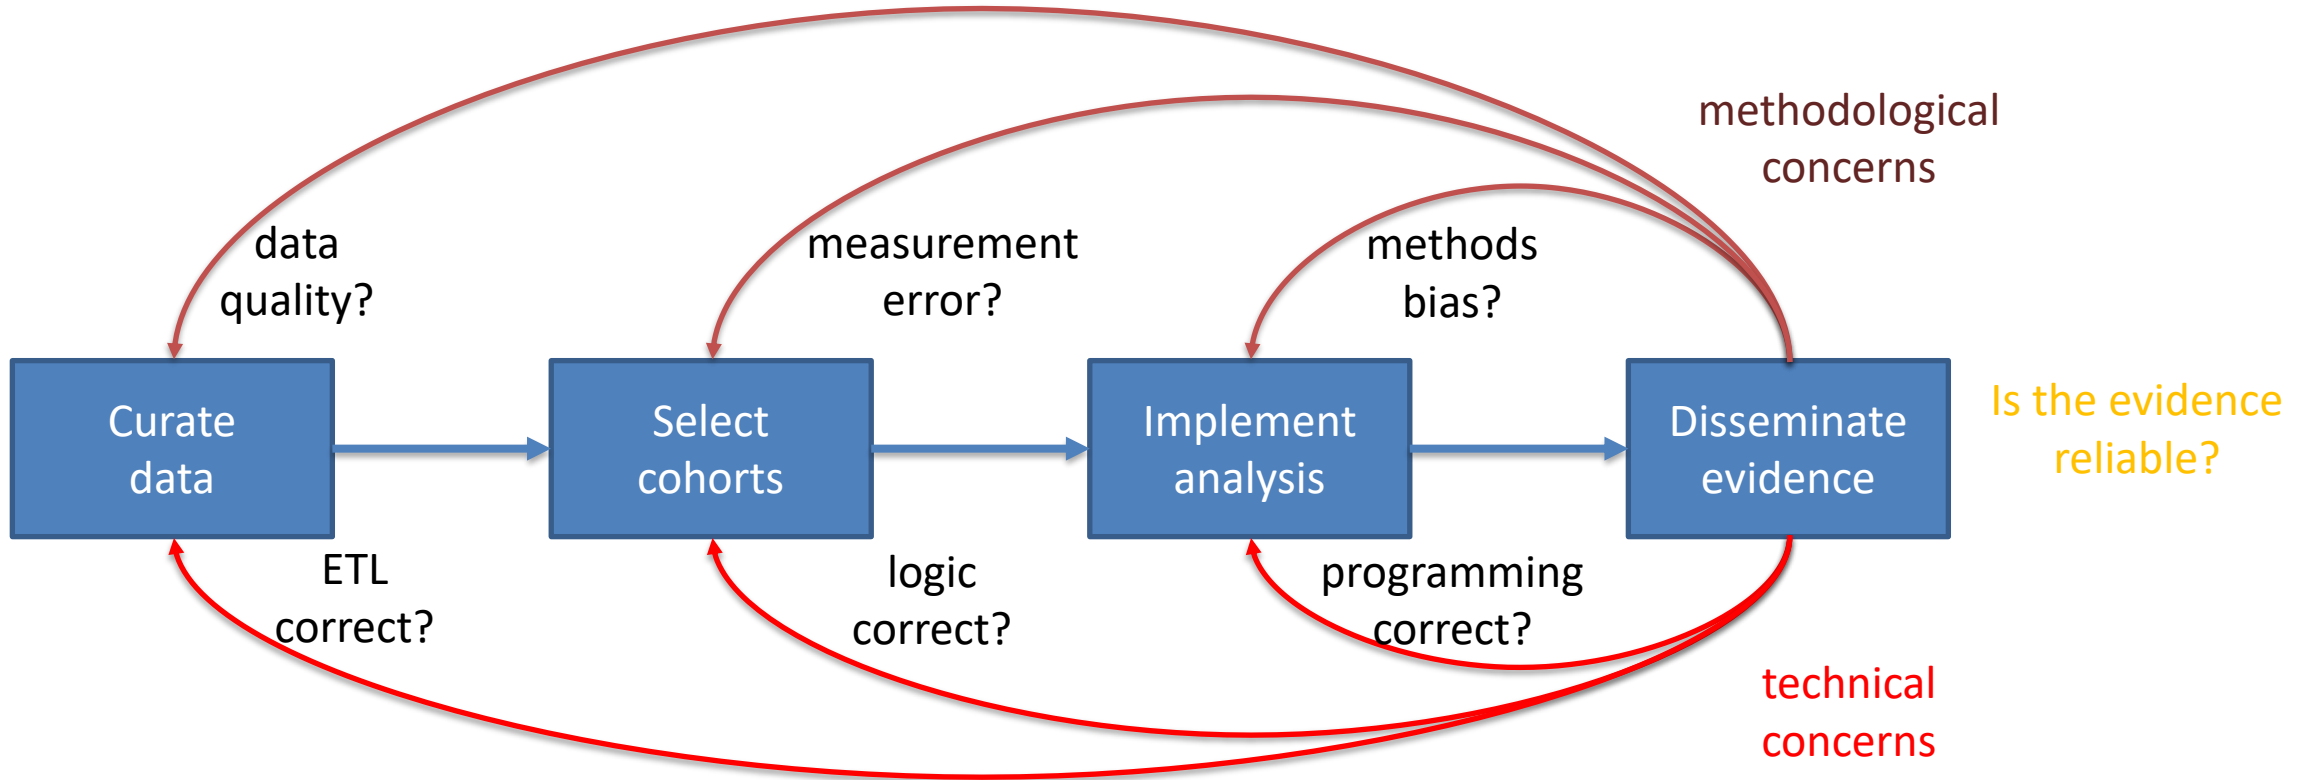 methodological
concerns
data
quality?
measurement
error?
methods
bias?
Curate
data
Select
cohorts
Implement
analysis
Disseminate
evidence
Is the evidence
reliable?
ETL
correct?
logic
correct?
programming
correct?
technical
concerns